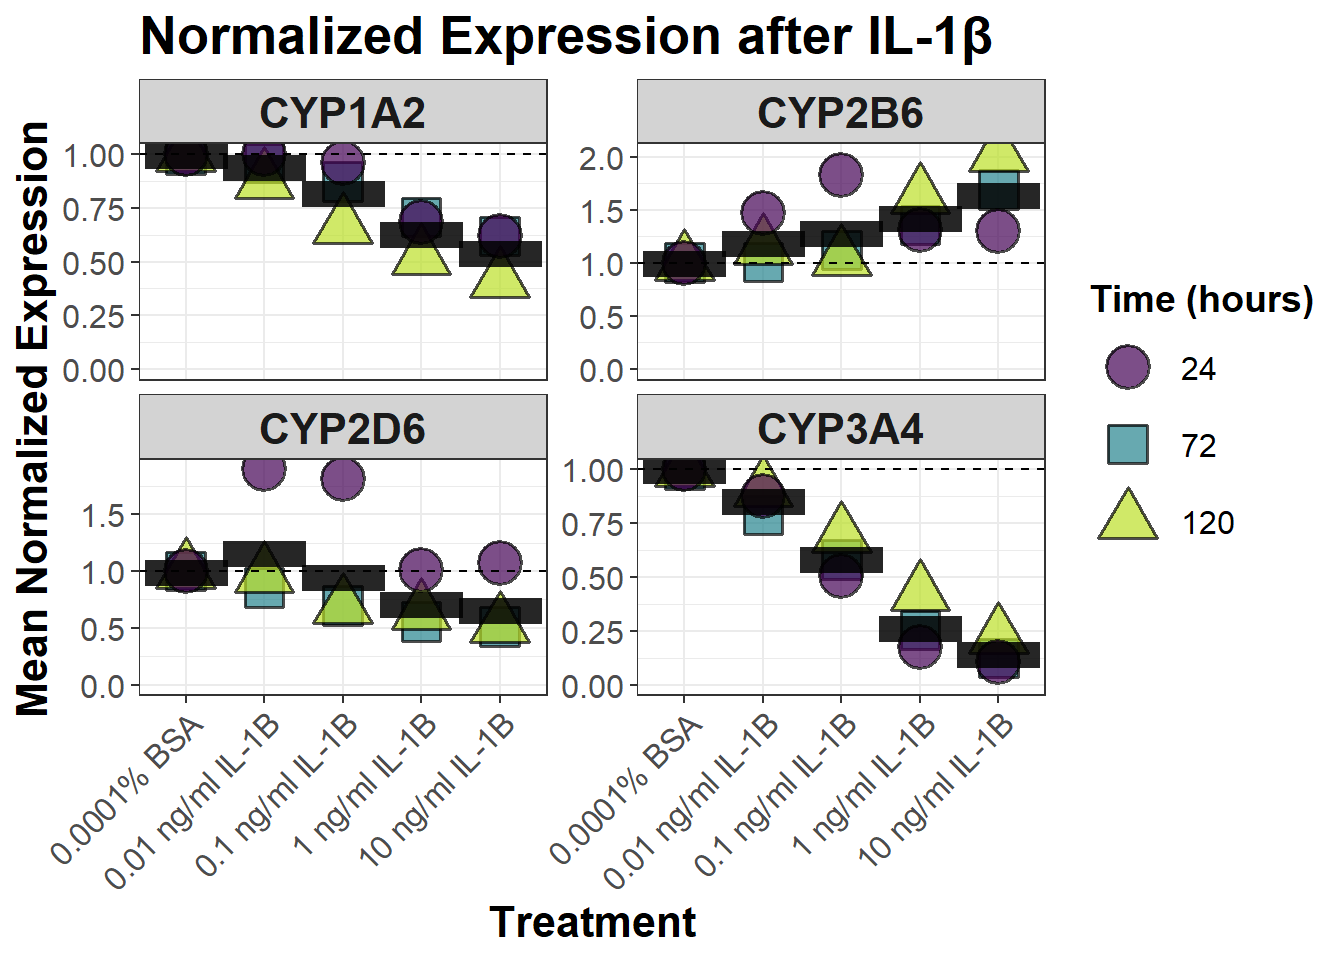 Normalized Expression after IL-1β
Mean Normalized Expression
CYP1A2
1.00
0.75
0.50
0.25
0.00
CYP2B6
2.0
1.5
1.0
0.5
0.0
CYP2D6
1.5
1.0
0.5
0.0
CYP3A4
1.00
0.75
0.50
0.25
0.00
0.0001% BSA
0.01 ng/ml IL-1B
0.1 ng/ml IL-1B
1 ng/ml IL-1B
10 ng/ml IL-1B
0.0001% BSA
0.01 ng/ml IL-1B
0.1 ng/ml IL-1B
1 ng/ml IL-1B
10 ng/ml IL-1B
Treatment
Time (hours)
24
72
120